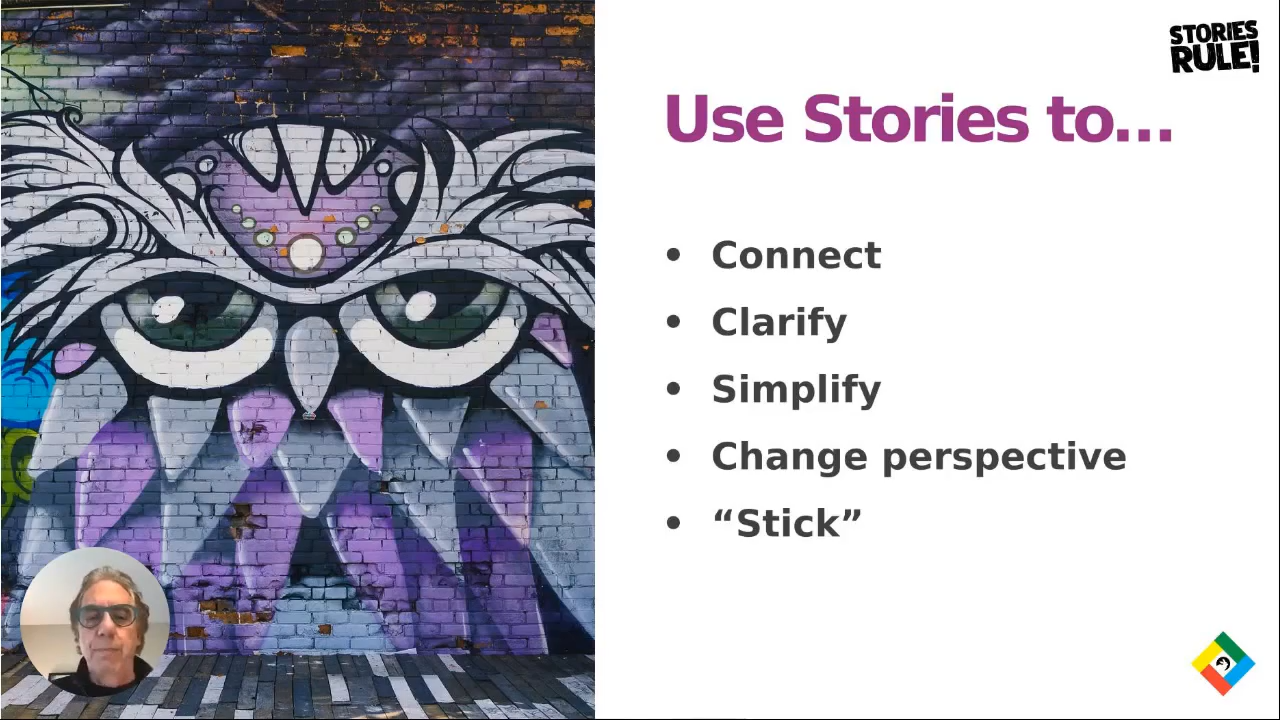 STORIES
RULE!
Use Stories to...
• Connect
• Clarify
• Simplify
• Change perspective
• “Stick”